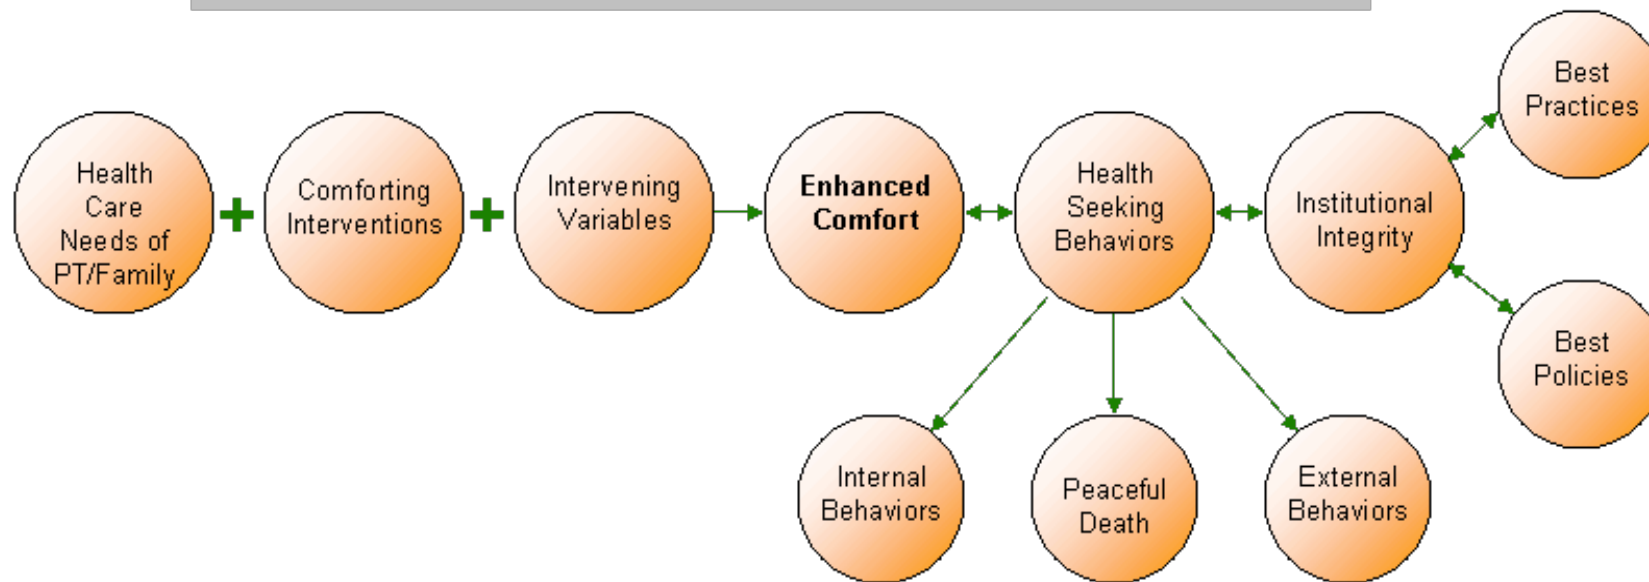 Health
Care
Needs of
PT/Family
+
Comforting
Interventions
+
Intervening
Variables
Enhanced
Comfort
Health
Seeking
Behaviors
Institutional
Integrity
Best
Practices
Best
Policies
Internal
Behaviors
Peaceful
Death
External
Behaviors